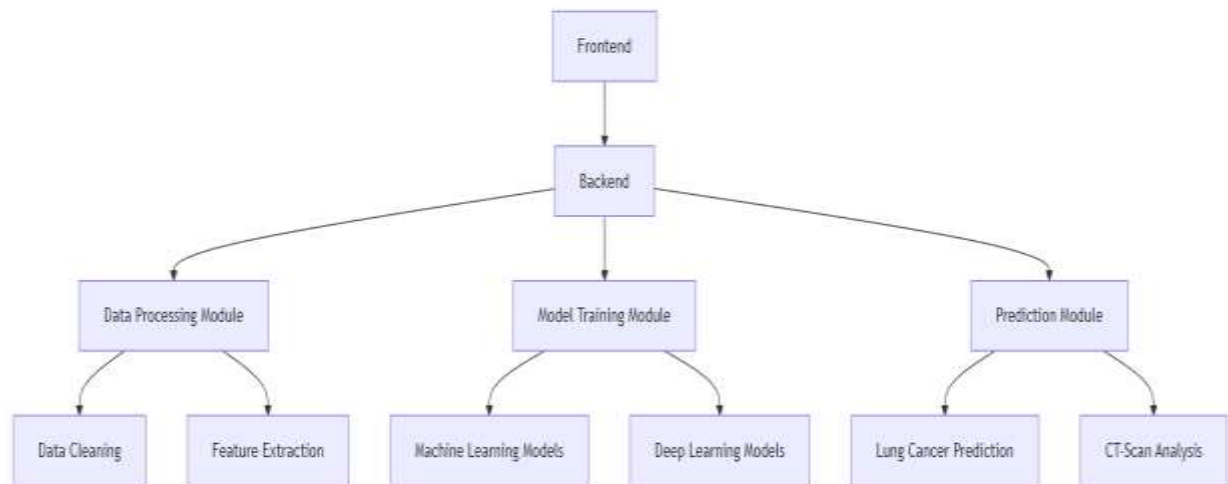 Frontend
Backend
Data Processing Module
Model Training Module
Prediction Module
Data Cleaning
Feature Extraction
Machine Learning Models
Deep Learning Models
Lung Cancer Prediction
CT-Scan Analysis